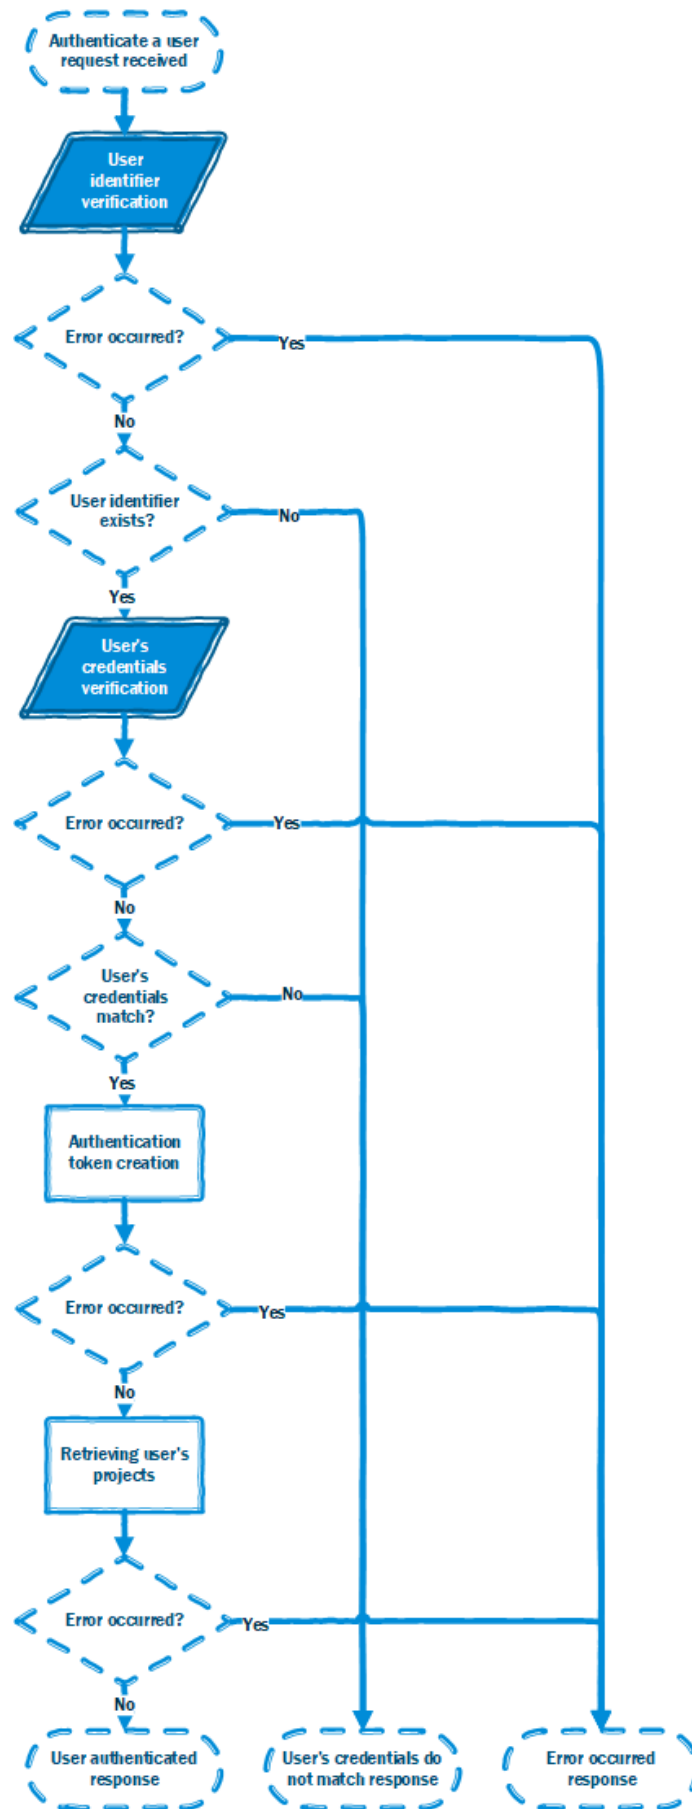 Authenticate a user
request received
User
identifier
verification
Error occurred?
Yes
No
User identifier
exists?
No
Yes
User's
credentials
verification
Error occurred?
Yes
No
User's
credentials
match?
No
Yes
Authentication
token creation
Error occurred?
Yes
No
Retrieving user's
projects
Error occurred?
Yes
No
User authenticated
response
User's credentials do
not match response
Error occurred
response